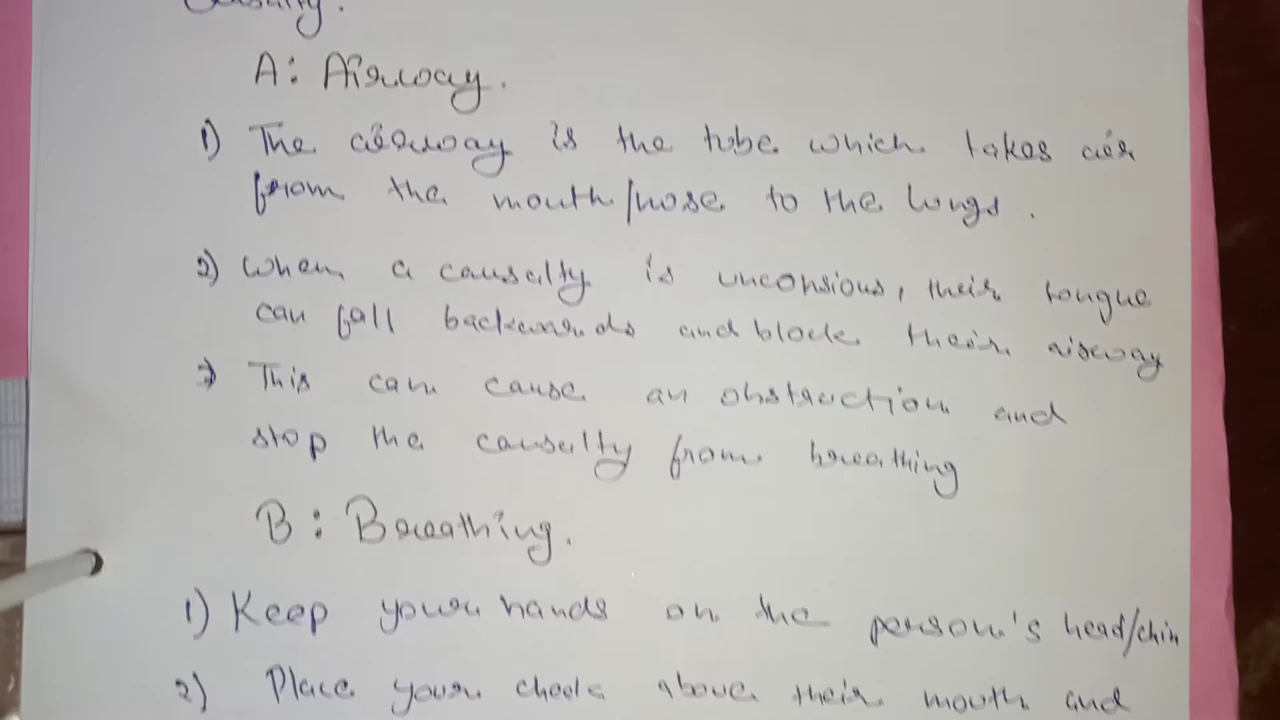 A: Airway.
1) The airway is the tube which takes air
from the mouth/nose to the lungs.
2) When a causelty is unconsious, their tongue
can fall backwards and block their airway
3) This can cause an obstruction and
stop the causelty from breathing
B: Breathing.
1) Keep your hands on the person's head/chin
2) Place your cheek above their mouth and